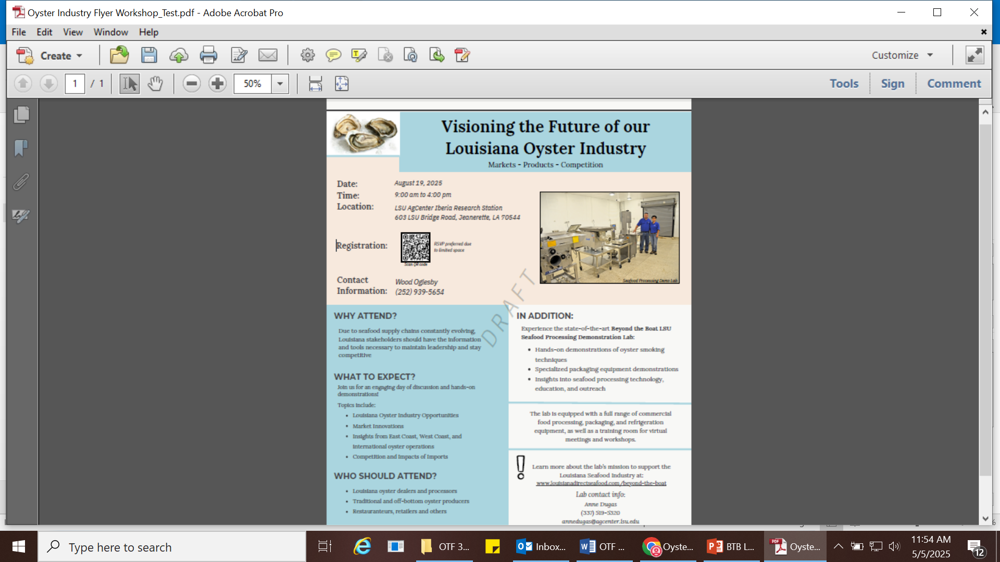 Oyster Industry Flyer Workshop_Test.pdf - Adobe Acrobat Pro
File Edit View Window Help
Create Customize
1 / 1 50% Tools Sign Comment
Visioning the Future of our
Louisiana Oyster Industry
Markets - Products - Competition
Date: August 19, 2025
Time: 9:00 am to 4:00 pm
Location: LSU AgCenter Iberia Research Station
603 LSU Bridge Road, Jeanerette, LA 70544
Registration: RSVP preferred due
to limited space
Scan QR code
Contact
Information: Wood Oglesby
(252) 939-5654
Seafood Processing Demo Lab
DRAFT
WHY ATTEND?
Due to seafood supply chains constantly evolving,
Louisiana stakeholders should have the information
and tools necessary to maintain leadership and stay
competitive
WHAT TO EXPECT?
Join us for an engaging day of discussion and hands-on
demonstrations!
Topics include:
• Louisiana Oyster Industry Opportunities
• Market Innovations
• Insights from East Coast, West Coast, and
international oyster operations
• Competition and Impacts of Imports
WHO SHOULD ATTEND?
• Louisiana oyster dealers and processors
• Traditional and off-bottom oyster producers
• Restauranteurs, retailers and others
IN ADDITION:
Experience the state-of-the-art Beyond the Boat LSU
Seafood Processing Demonstration Lab:
• Hands-on demonstrations of oyster smoking
techniques
• Specialized packaging equipment demonstrations
• Insights into seafood processing technology,
education, and outreach
The lab is equipped with a full range of commercial
food processing, packaging, and refrigeration
equipment, as well as a training room for virtual
meetings and workshops.
!
Learn more about the lab's mission to support the
Louisiana Seafood Industry at:
www.louisianadirectseafood.com/beyond-the-boat
Lab contact info:
Anne Dugas
(337) 519-5320
annedugas@agcenter.lsu.edu
Type here to search
OTF 3... Inbox... OTF ... Oyste... BTB L... Oyste...
11:54 AM
5/5/2025
12